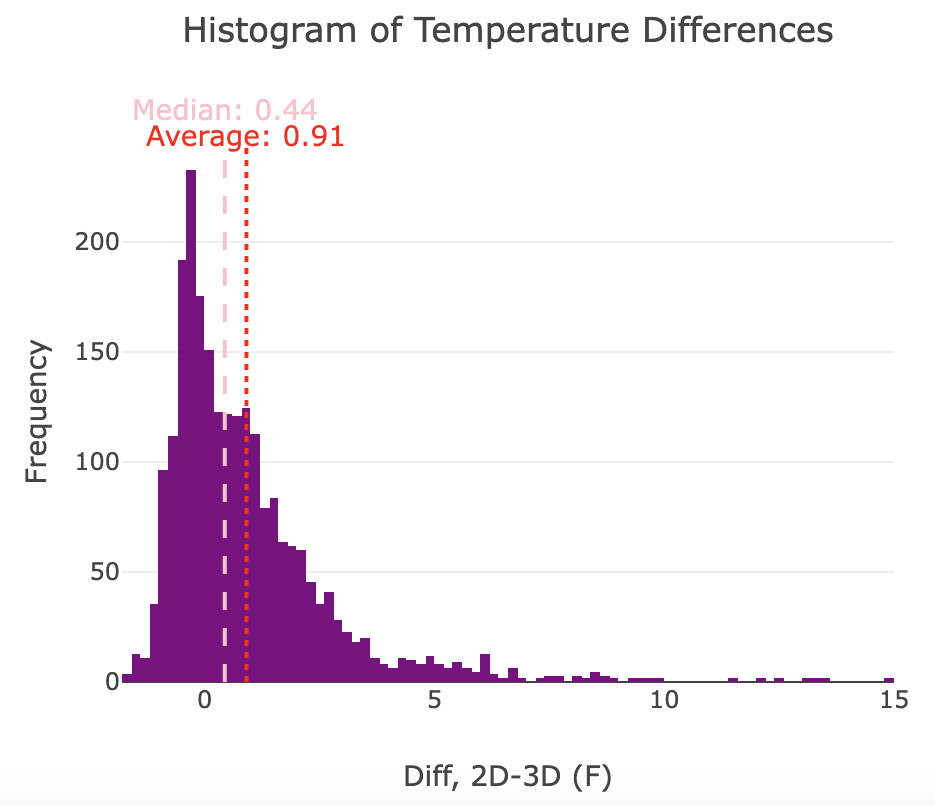 Histogram of Temperature Differences
Median: 0.44
Average: 0.91
200
150
100
50
0
Frequency
0
5
10
15
Diff, 2D-3D (F)